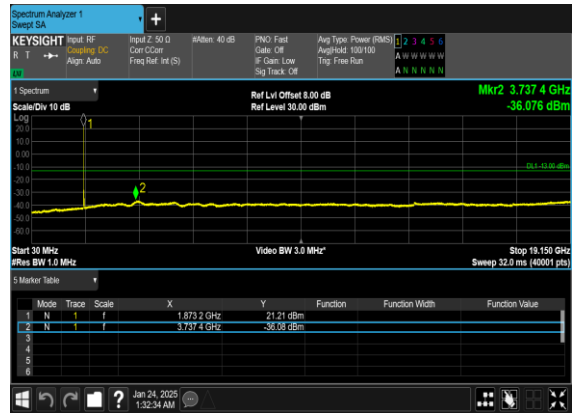 Spectrum Analyzer 1
Swept SA
+
KEYSIGHT Input: RF Input Z: 50 Ω #Atten: 40 dB PNO: Fast Avg Type: Power (RMS) 1 2 3 4 5 6
R T Coupling: DC Corr CCorr Gate: Off Avg|Hold: 100/100 A W W W W W
Align: Auto Freq Ref: Int (S) IF Gain: Low Trig: Free Run
Sig Track: Off A N N N N N
1 Spectrum Ref Lvl Offset 8.00 dB Mkr2 3.737 4 GHz
Scale/Div 10 dB Ref Level 30.00 dBm -36.076 dBm
Log
20.0
10.0
0.00
-10.0
-20.0
-30.0
-40.0
-50.0
-60.0
1
2
DL1 -13.00 dBm
Start 30 MHz Video BW 3.0 MHz* Stop 19.150 GHz
#Res BW 1.0 MHz Sweep 32.0 ms (40001 pts)
5 Marker Table
Mode Trace Scale X Y Function Function Width Function Value
1 N 1 f 1.873 2 GHz 21.21 dBm
2 N 1 f 3.737 4 GHz -36.08 dBm
3
4
5
6
? Jan 24, 2025
1:32:34 AM